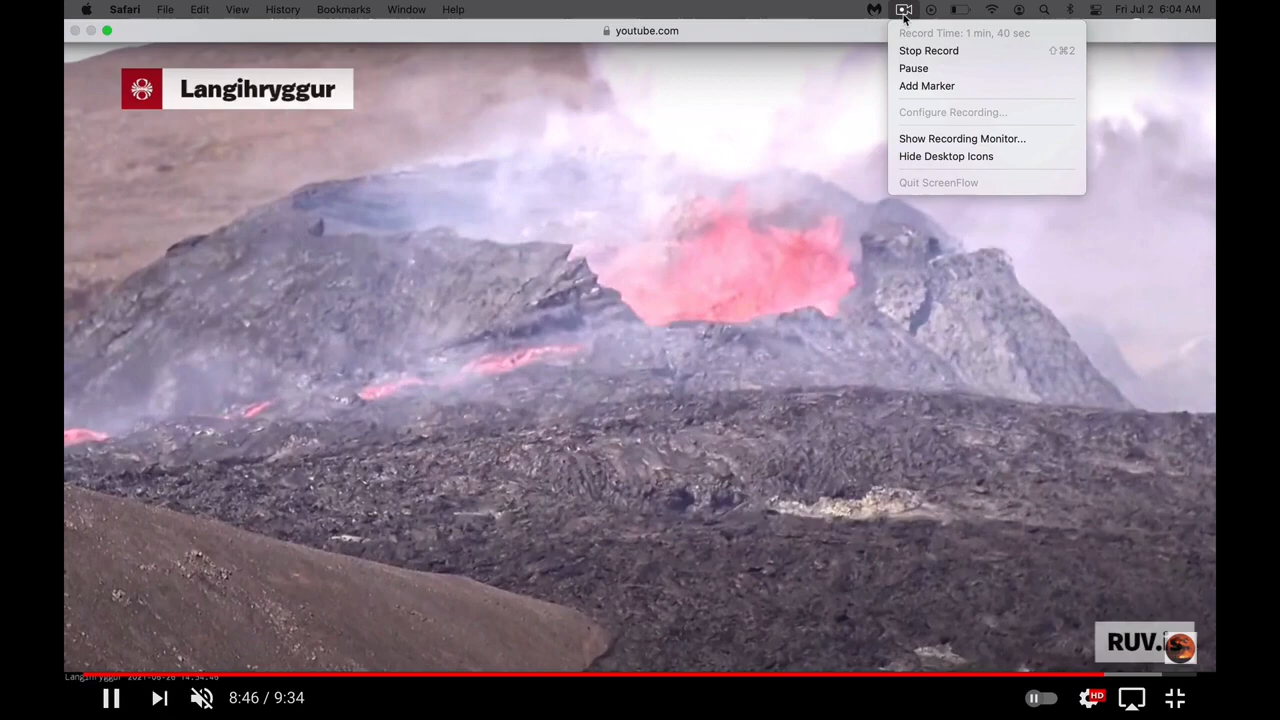 Safari File Edit View History Bookmarks Window Help Fri Jul 2 6:04 AM
youtube.com
Record Time: 1 min, 40 sec
Stop Record ⇧⌘2
Pause
Add Marker
Configure Recording...
Show Recording Monitor...
Hide Desktop Icons
Quit ScreenFlow
Langihryggur
RUV.is
Langihryggur
8:46 / 9:34
HD